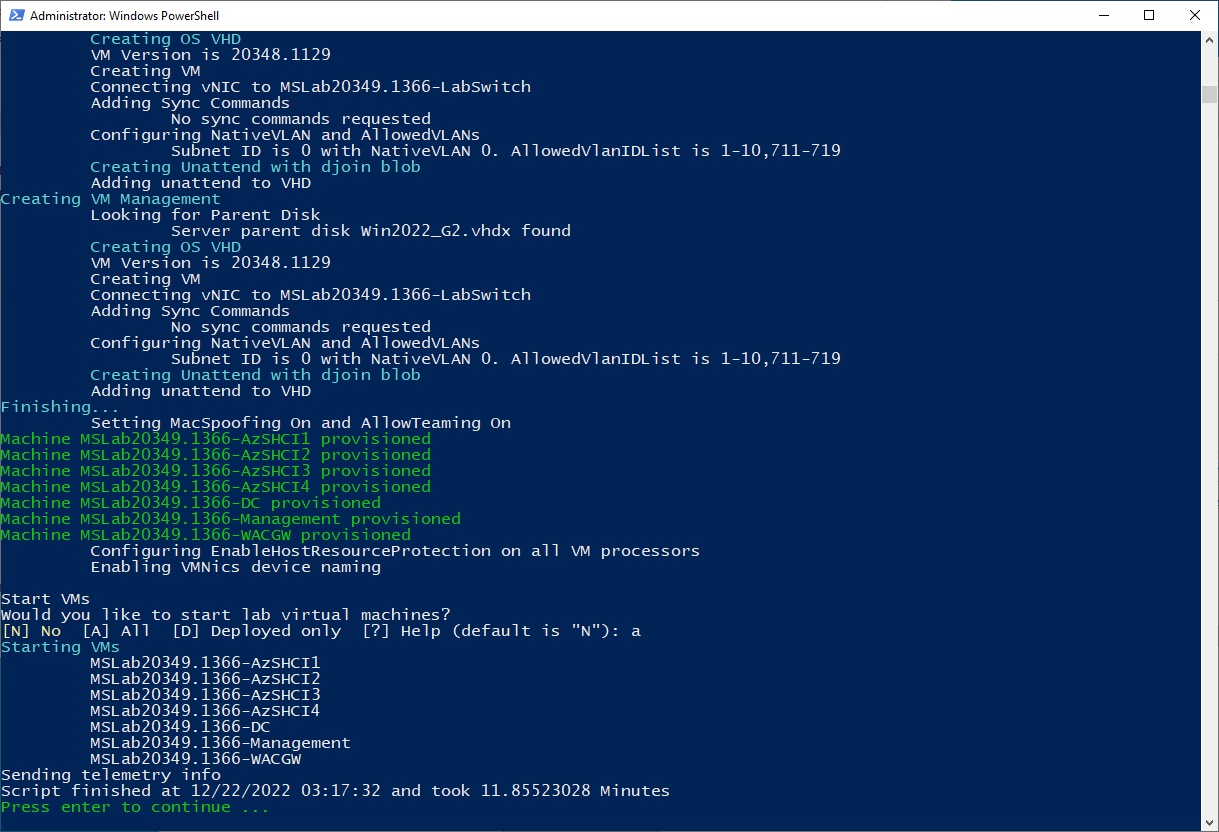 Administrator: Windows PowerShell
Creating OS VHD
VM Version is 20348.1129
Creating VM
Connecting vNIC to MSLab20349.1366-LabSwitch
Adding Sync Commands
No sync commands requested
Configuring NativeVLAN and AllowedVLANs
Subnet ID is 0 with NativeVLAN 0. AllowedVlanIDList is 1-10,711-719
Creating Unattend with djoin blob
Adding unattend to VHD
Creating VM Management
Looking for Parent Disk
Server parent disk Win2022_G2.vhdx found
Creating OS VHD
VM Version is 20348.1129
Creating VM
Connecting vNIC to MSLab20349.1366-LabSwitch
Adding Sync Commands
No sync commands requested
Configuring NativeVLAN and AllowedVLANs
Subnet ID is 0 with NativeVLAN 0. AllowedVlanIDList is 1-10,711-719
Creating Unattend with djoin blob
Adding unattend to VHD
Finishing...
Setting MacSpoofing On and AllowTeaming On
Machine MSLab20349.1366-AzSHCI1 provisioned
Machine MSLab20349.1366-AzSHCI2 provisioned
Machine MSLab20349.1366-AzSHCI3 provisioned
Machine MSLab20349.1366-AzSHCI4 provisioned
Machine MSLab20349.1366-DC provisioned
Machine MSLab20349.1366-Management provisioned
Machine MSLab20349.1366-WACGW provisioned
Configuring EnableHostResourceProtection on all VM processors
Enabling VMNics device naming
Start VMs
Would you like to start lab virtual machines?
[N] No  [A] All  [D] Deployed only  [?] Help (default is "N"): a
Starting VMs
MSLab20349.1366-AzSHCI1
MSLab20349.1366-AzSHCI2
MSLab20349.1366-AzSHCI3
MSLab20349.1366-AzSHCI4
MSLab20349.1366-DC
MSLab20349.1366-Management
MSLab20349.1366-WACGW
Sending telemetry info
Script finished at 12/22/2022 03:17:32 and took 11.85523028 Minutes
Press enter to continue ...